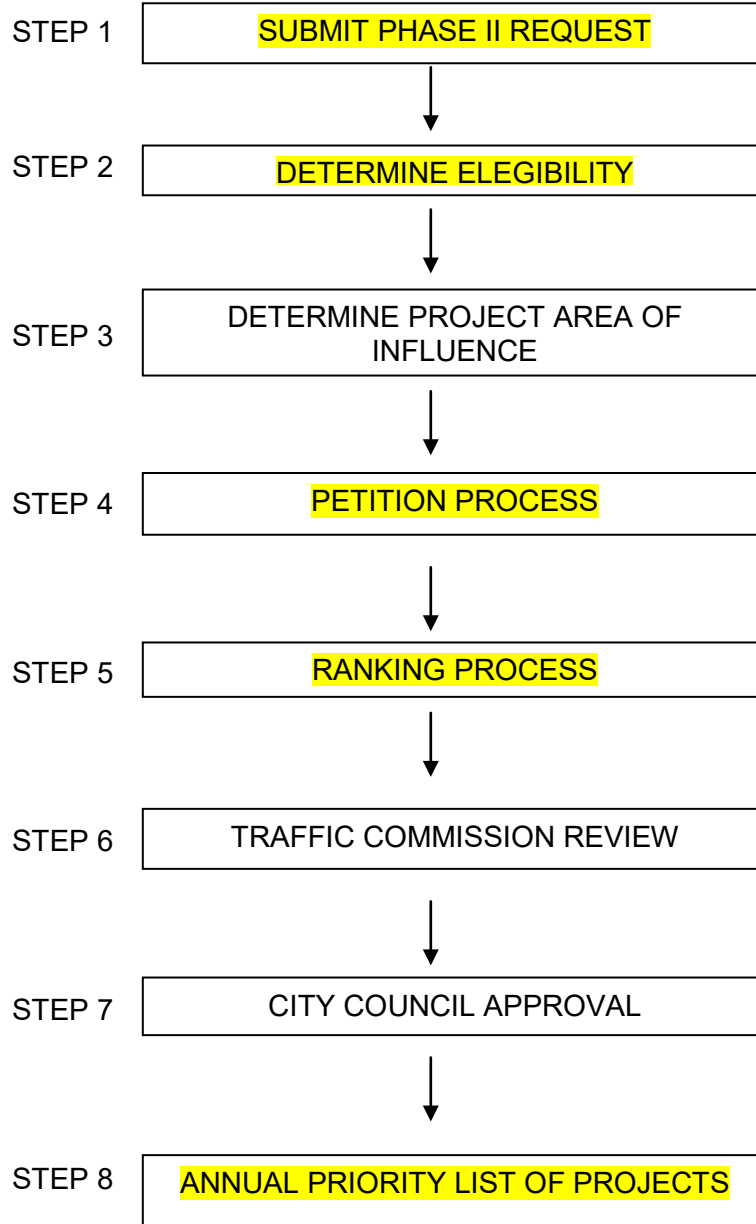 STEP 1 SUBMIT PHASE II REQUEST
STEP 2 DETERMINE ELEGIBILITY
STEP 3 DETERMINE PROJECT AREA OF
INFLUENCE
STEP 4 PETITION PROCESS
STEP 5 RANKING PROCESS
STEP 6 TRAFFIC COMMISSION REVIEW
STEP 7 CITY COUNCIL APPROVAL
STEP 8 ANNUAL PRIORITY LIST OF PROJECTS